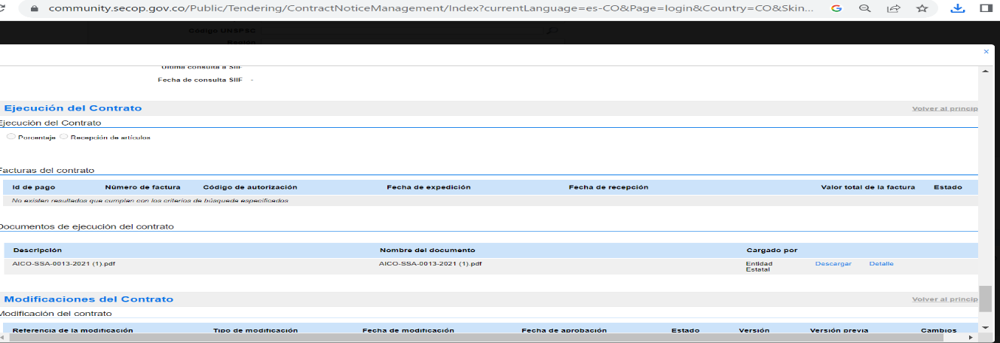 community.secop.gov.co/Public/Tendering/ContractNoticeManagement/Index?currentLanguage=es-CO&Page=login&Country=CO&Skin...
Código UNSPSC
Región
Última consulta a SIIF
Fecha de consulta SIIF -
Ejecución del Contrato Volver al princip
Ejecución del Contrato
Porcentaje Recepción de artículos
Facturas del contrato
Id de pago Número de factura Código de autorización Fecha de expedición Fecha de recepción Valor total de la factura Estado
No existen resultados que cumplan con los criterios de búsqueda especificados
Documentos de ejecución del contrato
Descripción Nombre del documento Cargado por
AICO-SSA-0013-2021 (1).pdf AICO-SSA-0013-2021 (1).pdf Entidad Estatal Descargar Detalle
Modificaciones del Contrato Volver al princip
Modificación del contrato
Referencia de la modificación Tipo de modificación Fecha de modificación Fecha de aprobación Estado Versión Versión previa Cambios